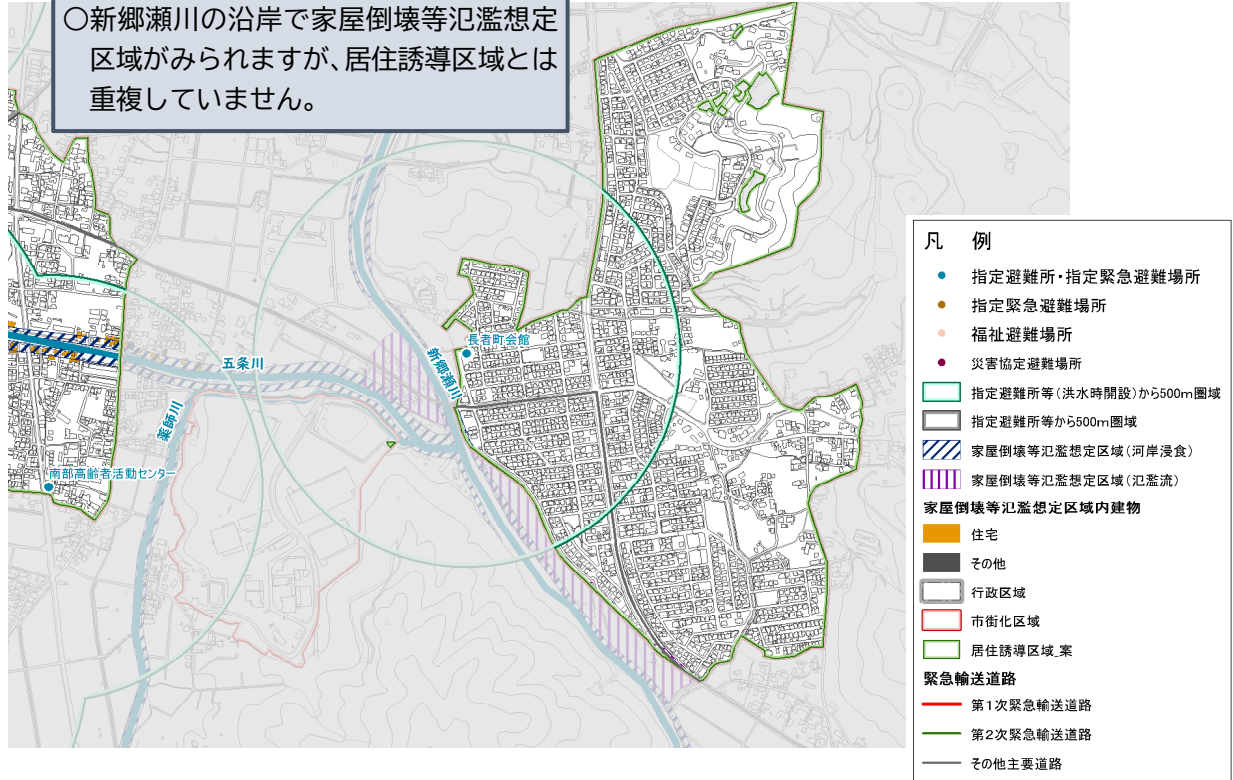 ○新郷瀬川の沿岸で家屋倒壊等氾濫想定
区域がみられますが、居住誘導区域とは
重複していません。
長者町会館
新郷瀬川
五条川
薬師川
南部高齢者活動センター
凡 例
指定避難所・指定緊急避難場所
指定緊急避難場所
福祉避難場所
災害協定避難場所
指定避難所等(洪水時開設)から500m圏域
指定避難所等から500m圏域
家屋倒壊等氾濫想定区域(河岸浸食)
家屋倒壊等氾濫想定区域(氾濫流)
家屋倒壊等氾濫想定区域内建物
住宅
その他
行政区域
市街化区域
居住誘導区域_案
緊急輸送道路
第1次緊急輸送道路
第2次緊急輸送道路
その他主要道路